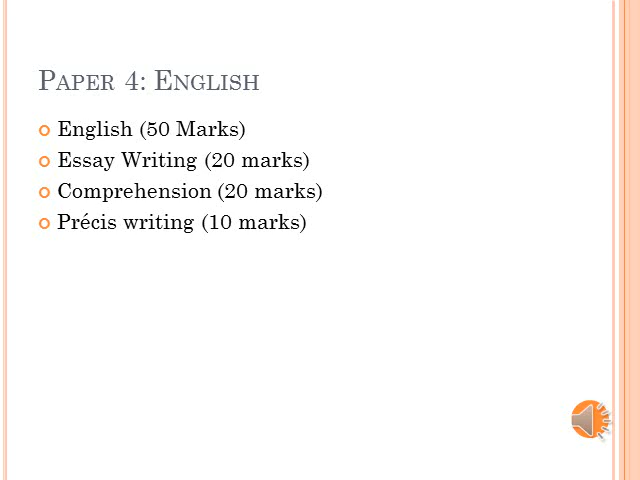 Paper 4: English
English (50 Marks)
Essay Writing (20 marks)
Comprehension (20 marks)
Précis writing (10 marks)